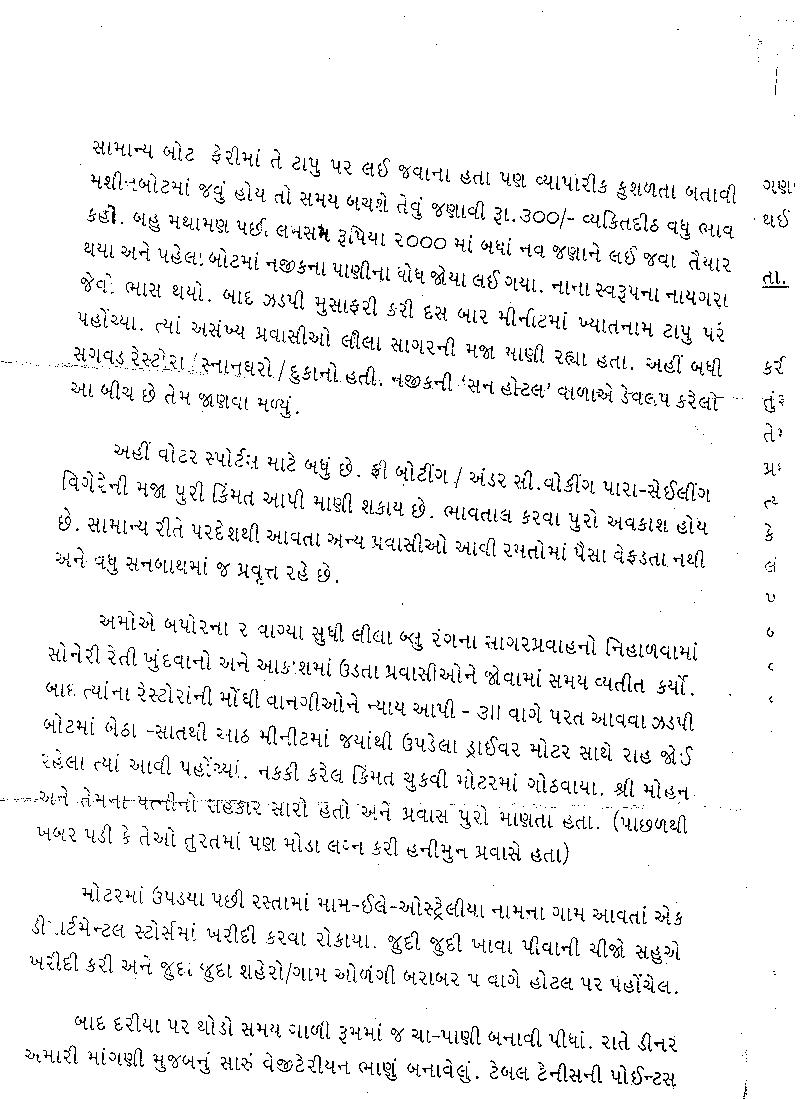 સામાન્ય બોટ ફેરીમાં તે ટાપુ પર લઈ જવાના હતા પણ વ્યાપારીક કુશળતા બતાવી
મશીનબોટમાં જવું હોય તો સમય બચશે તેવું જણાવી રૂા.૩૦૦/- વ્યકિતદીઠ વધુ ભાવ
કહી. બહુ મથામણ પછી લમસમ રૂપિયા ૨૦૦૦ માં બધાં નવ જણાને લઈ જવા તૈયાર
થયા અને પહેલા બોટમાં નજીકના પાણીના ધોધ જોયા લઈ ગયા. નાના સ્વરૂપના નાયગરા
જેવો ભાસ થયો. બાદ ઝડપી મુસાફરી કરી દસ બાર મીનીટમાં ખ્યાતનામ ટાપુ પર
પહોંચ્યા. ત્યાં અસંખ્ય પ્રવાસીઓ લીલા સાગરની મજા માણી રહ્યા હતા. અહીં બધી
સગવડ રેસ્ટોરા/સ્નાનઘરો/દુકાનો હતી. નજીકની ‘સન હોટલ’ વાળાએ ડેવલપ કરેલો
આ બીચ છે તેમ જાણવા મળ્યું.
અહીં વોટર સ્પોર્ટસ માટે બધું છે. ફ્રી બોટીંગ/અંડર સી.વોકીંગ પારા-સેઈલીંગ
વિગેરેની મજા પુરી કિંમત આપી માણી શકાય છે. ભાવતાલ કરવા પુરો અવકાશ હોય
છે. સામાન્ય રીતે પરદેશથી આવતા અન્ય પ્રવાસીઓ આવી રમતોમાં પૈસા વેફડતા નથી
અને વધુ સનબાથમાં જ પ્રવૃત્ત રહે છે.
અમોએ બપોરના ૨ વાગ્યા સુધી લીલા બ્લુ રંગના સાગરપ્રવાહનો નિહાળવામાં
સોનેરી રેતી ખુંદવાનો અને આકાશમાં ઉડતા પ્રવાસીઓને જોવામાં સમય વ્યતીત કર્યો.
બાદ ત્યાંના રેસ્ટોરાંની મોંઘી વાનગીઓને ન્યાય આપી - ૩ાા વાગે પરત આવવા ઝડપી
બોટમાં બેઠા -સાતથી આઠ મીનીટમાં જયાંથી ઉપડેલા ડ્રાઈવર મોટર સાથે રાહ જોઈ
રહેલા ત્યાં આવી પહોંચ્યાં. નકકી કરેલ કિંમત ચુકવી મોટરમાં ગોઠવાયા. શ્રી મોહન
અને તેમના પત્નીનો સહકાર સારો હતો અને પ્રવાસ પુરો માણતા હતા. (પાછળથી
ખબર પડી કે તેઓ તુરતમાં પણ મોડા લગ્ન કરી હનીમુન પ્રવાસે હતા)
મોટરમાં ઉપડયા પછી રસ્તામાં મામ-ઈલે-ઓસ્ટ્રેલીયા નામના ગામ આવતાં એક
ડીપાર્ટમેન્ટલ સ્ટોર્સમાં ખરીદી કરવા રોકાયા. જુદી જુદી ખાવા પીવાની ચીજો સહુએ
ખરીદી કરી અને જુદા જુદા શહેરો/ગામ ઓળંગી બરાબર ૫ વાગે હોટલ પર પહોંચેલ.
બાદ દરીયા પર થોડો સમય ગાળી રૂમમાં જ ચા-પાણી બનાવી પીધાં. રાતે ડીનર
અમારી માંગણી મુજબનું સારું વેજીટેરીયન ભાણું બનાવેલું. ટેબલ ટેનીસની પોઈન્ટસ
ગણ
થઈ
તા.
કરી
તે
પ્ર
ત્ય
કે
લં